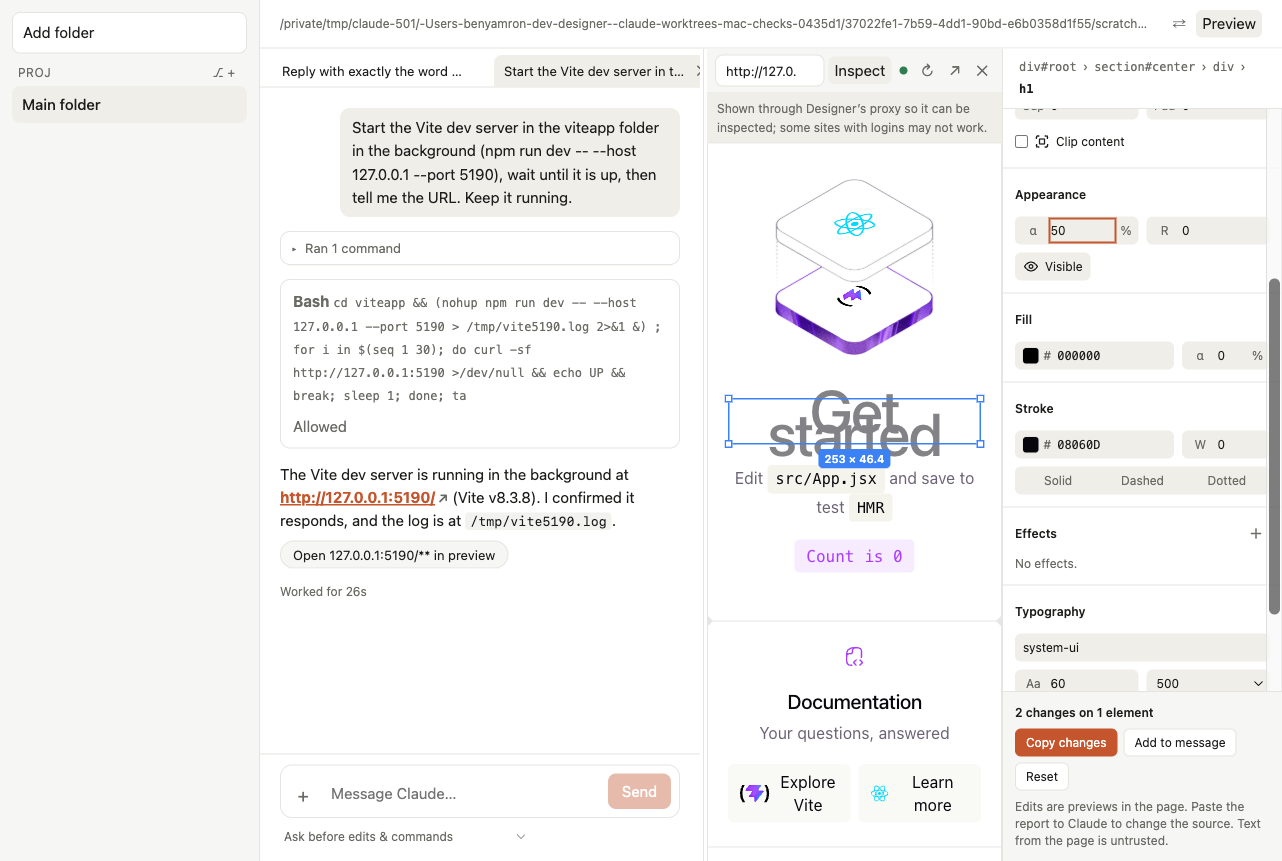 Add folder
PROJ
Main folder
/private/tmp/claude-501/-Users-benyamron-dev-designer--claude-worktrees-mac-checks-0435d1/37022fe1-7b59-4dd1-90bd-e6b0358d1f55/scratch...
Preview
Reply with exactly the word ...
Start the Vite dev server in t...
Start the Vite dev server in the viteapp folder
in the background (npm run dev -- --host
127.0.0.1 --port 5190), wait until it is up, then
tell me the URL. Keep it running.
Ran 1 command
Bash cd viteapp && (nohup npm run dev -- --host
127.0.0.1 --port 5190 > /tmp/vite5190.log 2>&1 &) ;
for i in $(seq 1 30); do curl -sf
http://127.0.0.1:5190 >/dev/null && echo UP &&
break; sleep 1; done; ta
Allowed
The Vite dev server is running in the background at
http://127.0.0.1:5190/ (Vite v8.3.8). I confirmed it
responds, and the log is at /tmp/vite5190.log.
Open 127.0.0.1:5190/** in preview
Worked for 26s
Message Claude...
Send
Ask before edits & commands
http://127.0.
Inspect
Shown through Designer's proxy so it can be
inspected; some sites with logins may not work.
Get
started
253 × 46.4
Edit src/App.jsx and save to
test HMR
Count is 0
Documentation
Your questions, answered
Explore
Vite
Learn
more
div#root › section#center › div ›
h1
Clip content
Appearance
α 50 %
R 0
Visible
Fill
# 000000
α 0 %
Stroke
# 08060D
W 0
Solid Dashed Dotted
Effects
No effects.
Typography
system-ui
Aa 60
500
2 changes on 1 element
Copy changes
Add to message
Reset
Edits are previews in the page. Paste the
report to Claude to change the source. Text
from the page is untrusted.